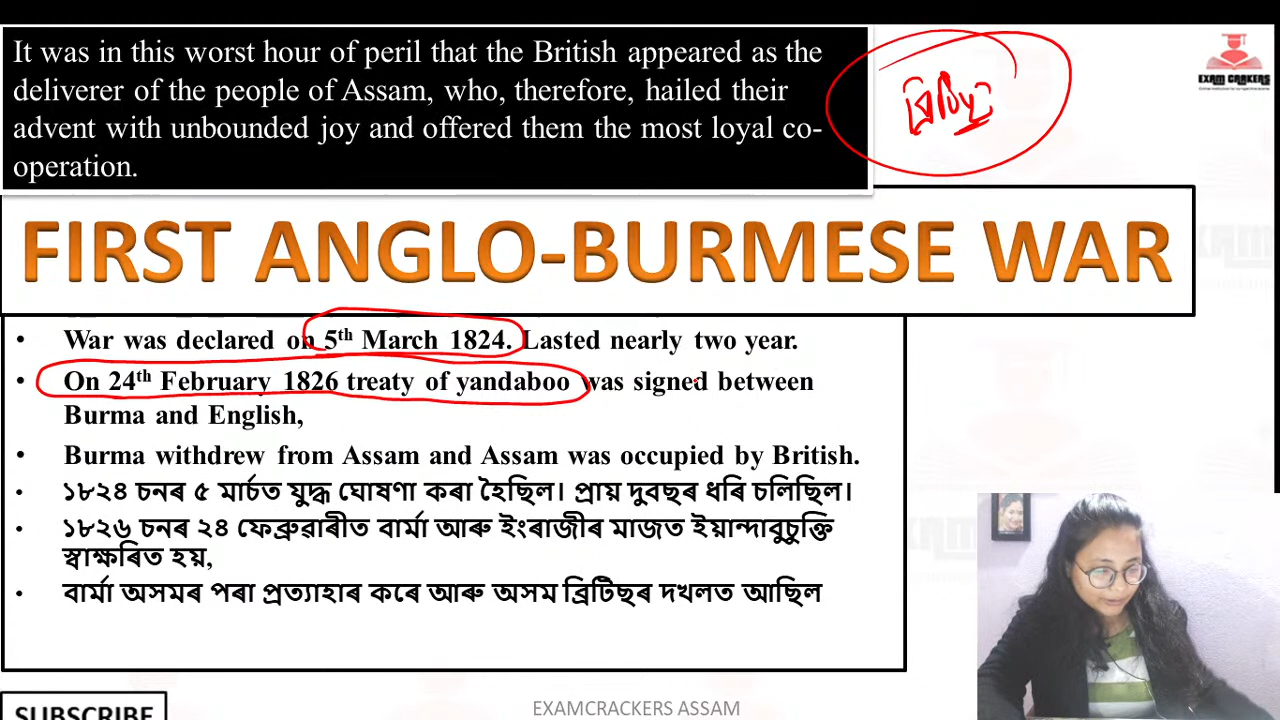 It was in this worst hour of peril that the British appeared as the
deliverer of the people of Assam, who, therefore, hailed their
advent with unbounded joy and offered them the most loyal co-
operation.
EXAM CRAKERS
FIRST ANGLO-BURMESE WAR
• War was declared on 5th March 1824. Lasted nearly two year.
• On 24th February 1826 treaty of yandaboo was signed between
Burma and English,
• Burma withdrew from Assam and Assam was occupied by British.
• ১৮২৪ চনৰ ৫ মাৰ্চত যুদ্ধ ঘোষণা কৰা হৈছিল। প্ৰায় দুবছৰ ধৰি চলিছিল।
• ১৮২৬ চনৰ ২৪ ফেব্ৰুৱাৰীত বাৰ্মা আৰু ইংৰাজীৰ মাজত ইয়ান্দাবুচুক্তি
স্বাক্ষৰিত হয়,
• বাৰ্মা অসমৰ পৰা প্ৰত্যাহাৰ কৰে আৰু অসম ব্ৰিটিছৰ দখলত আছিল
SUBSCRIBE
EXAMCRACKERS ASSAM